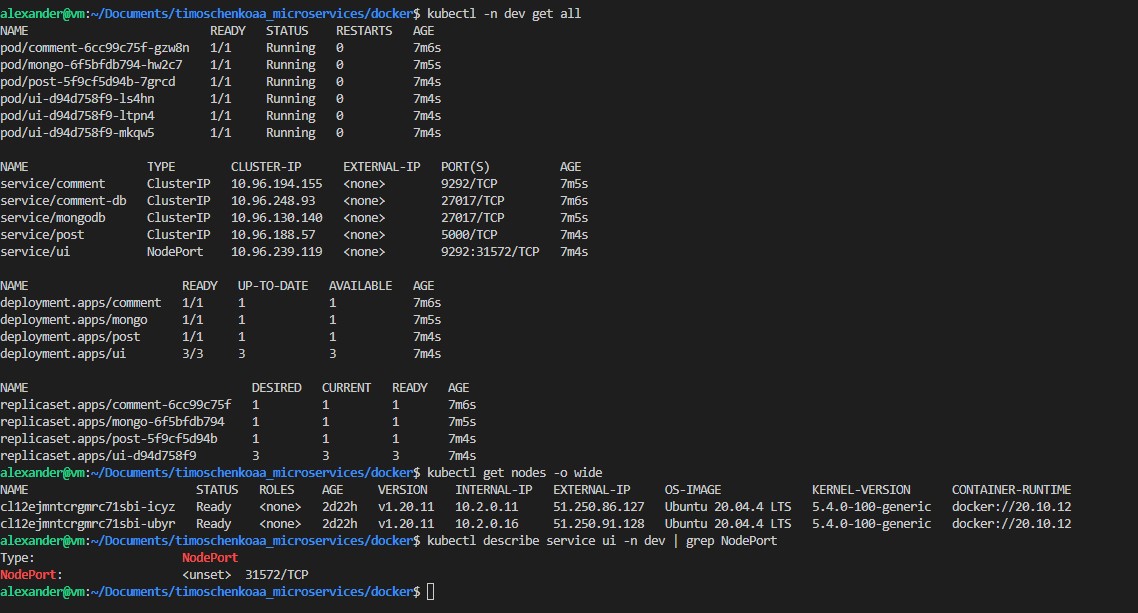 alexander@vm:~/Documents/timoschenkoaa_microservices/docker$ kubectl -n dev get all
NAME READY STATUS RESTARTS AGE
pod/comment-6cc99c75f-gzw8n 1/1 Running 0 7m6s
pod/mongo-6f5bfdb794-hw2c7 1/1 Running 0 7m5s
pod/post-5f9cf5d94b-7grcd 1/1 Running 0 7m4s
pod/ui-d94d758f9-ls4hn 1/1 Running 0 7m4s
pod/ui-d94d758f9-ltpn4 1/1 Running 0 7m4s
pod/ui-d94d758f9-mkqw5 1/1 Running 0 7m4s
NAME TYPE CLUSTER-IP EXTERNAL-IP PORT(S) AGE
service/comment ClusterIP 10.96.194.155 <none> 9292/TCP 7m5s
service/comment-db ClusterIP 10.96.248.93 <none> 27017/TCP 7m6s
service/mongodb ClusterIP 10.96.130.140 <none> 27017/TCP 7m5s
service/post ClusterIP 10.96.188.57 <none> 5000/TCP 7m4s
service/ui NodePort 10.96.239.119 <none> 9292:31572/TCP 7m4s
NAME READY UP-TO-DATE AVAILABLE AGE
deployment.apps/comment 1/1 1 1 7m6s
deployment.apps/mongo 1/1 1 1 7m5s
deployment.apps/post 1/1 1 1 7m4s
deployment.apps/ui 3/3 3 3 7m4s
NAME DESIRED CURRENT READY AGE
replicaset.apps/comment-6cc99c75f 1 1 1 7m6s
replicaset.apps/mongo-6f5bfdb794 1 1 1 7m5s
replicaset.apps/post-5f9cf5d94b 1 1 1 7m4s
replicaset.apps/ui-d94d758f9 3 3 3 7m4s
alexander@vm:~/Documents/timoschenkoaa_microservices/docker$ kubectl get nodes -o wide
NAME STATUS ROLES AGE VERSION INTERNAL-IP EXTERNAL-IP OS-IMAGE KERNEL-VERSION CONTAINER-RUNTIME
cl12ejmntcrgmrc71sbi-icyz Ready <none> 2d22h v1.20.11 10.2.0.11 51.250.86.127 Ubuntu 20.04.4 LTS 5.4.0-100-generic docker://20.10.12
cl12ejmntcrgmrc71sbi-ubyr Ready <none> 2d22h v1.20.11 10.2.0.16 51.250.91.128 Ubuntu 20.04.4 LTS 5.4.0-100-generic docker://20.10.12
alexander@vm:~/Documents/timoschenkoaa_microservices/docker$ kubectl describe service ui -n dev | grep NodePort
Type: NodePort
NodePort: <unset> 31572/TCP
alexander@vm:~/Documents/timoschenkoaa_microservices/docker$